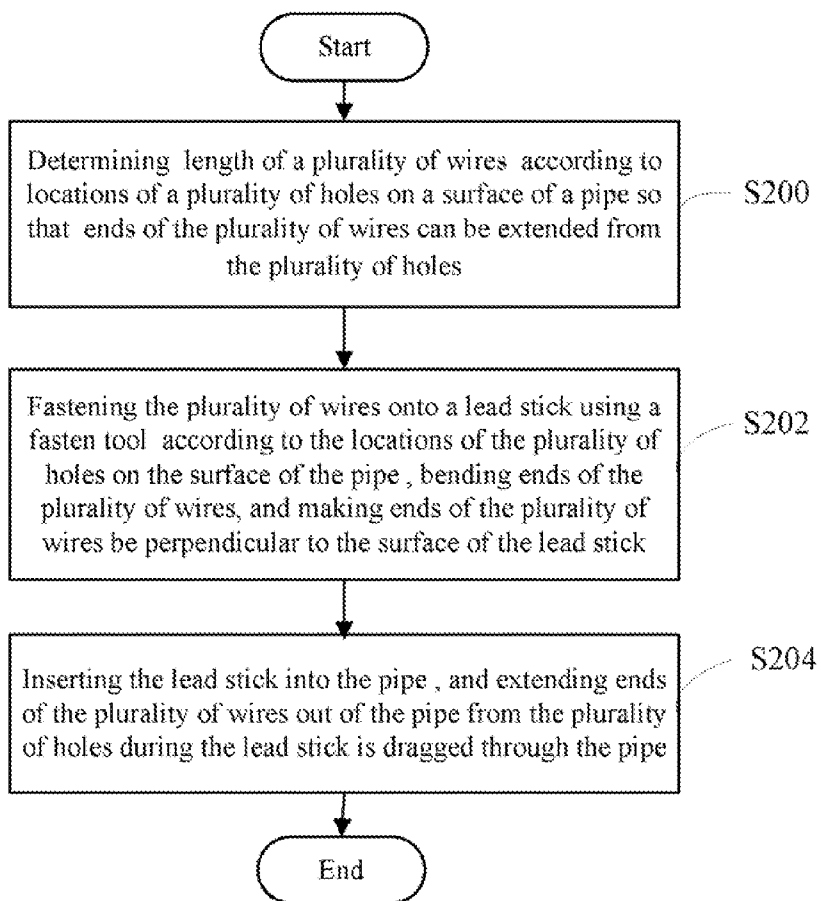 Start
Determining length of a plurality of wires according to
locations of a plurality of holes on a surface of a pipe so
that ends of the plurality of wires can be extended from
the plurality of holes
S200
Fastening the plurality of wires onto a lead stick using a
fasten tool according to the locations of the plurality of
holes on the surface of the pipe , bending ends of the
plurality of wires, and making ends of the plurality of
wires be perpendicular to the surface of the lead stick
S202
Inserting the lead stick into the pipe , and extending ends
of the plurality of wires out of the pipe from the plurality
of holes during the lead stick is dragged through the pipe
S204
End